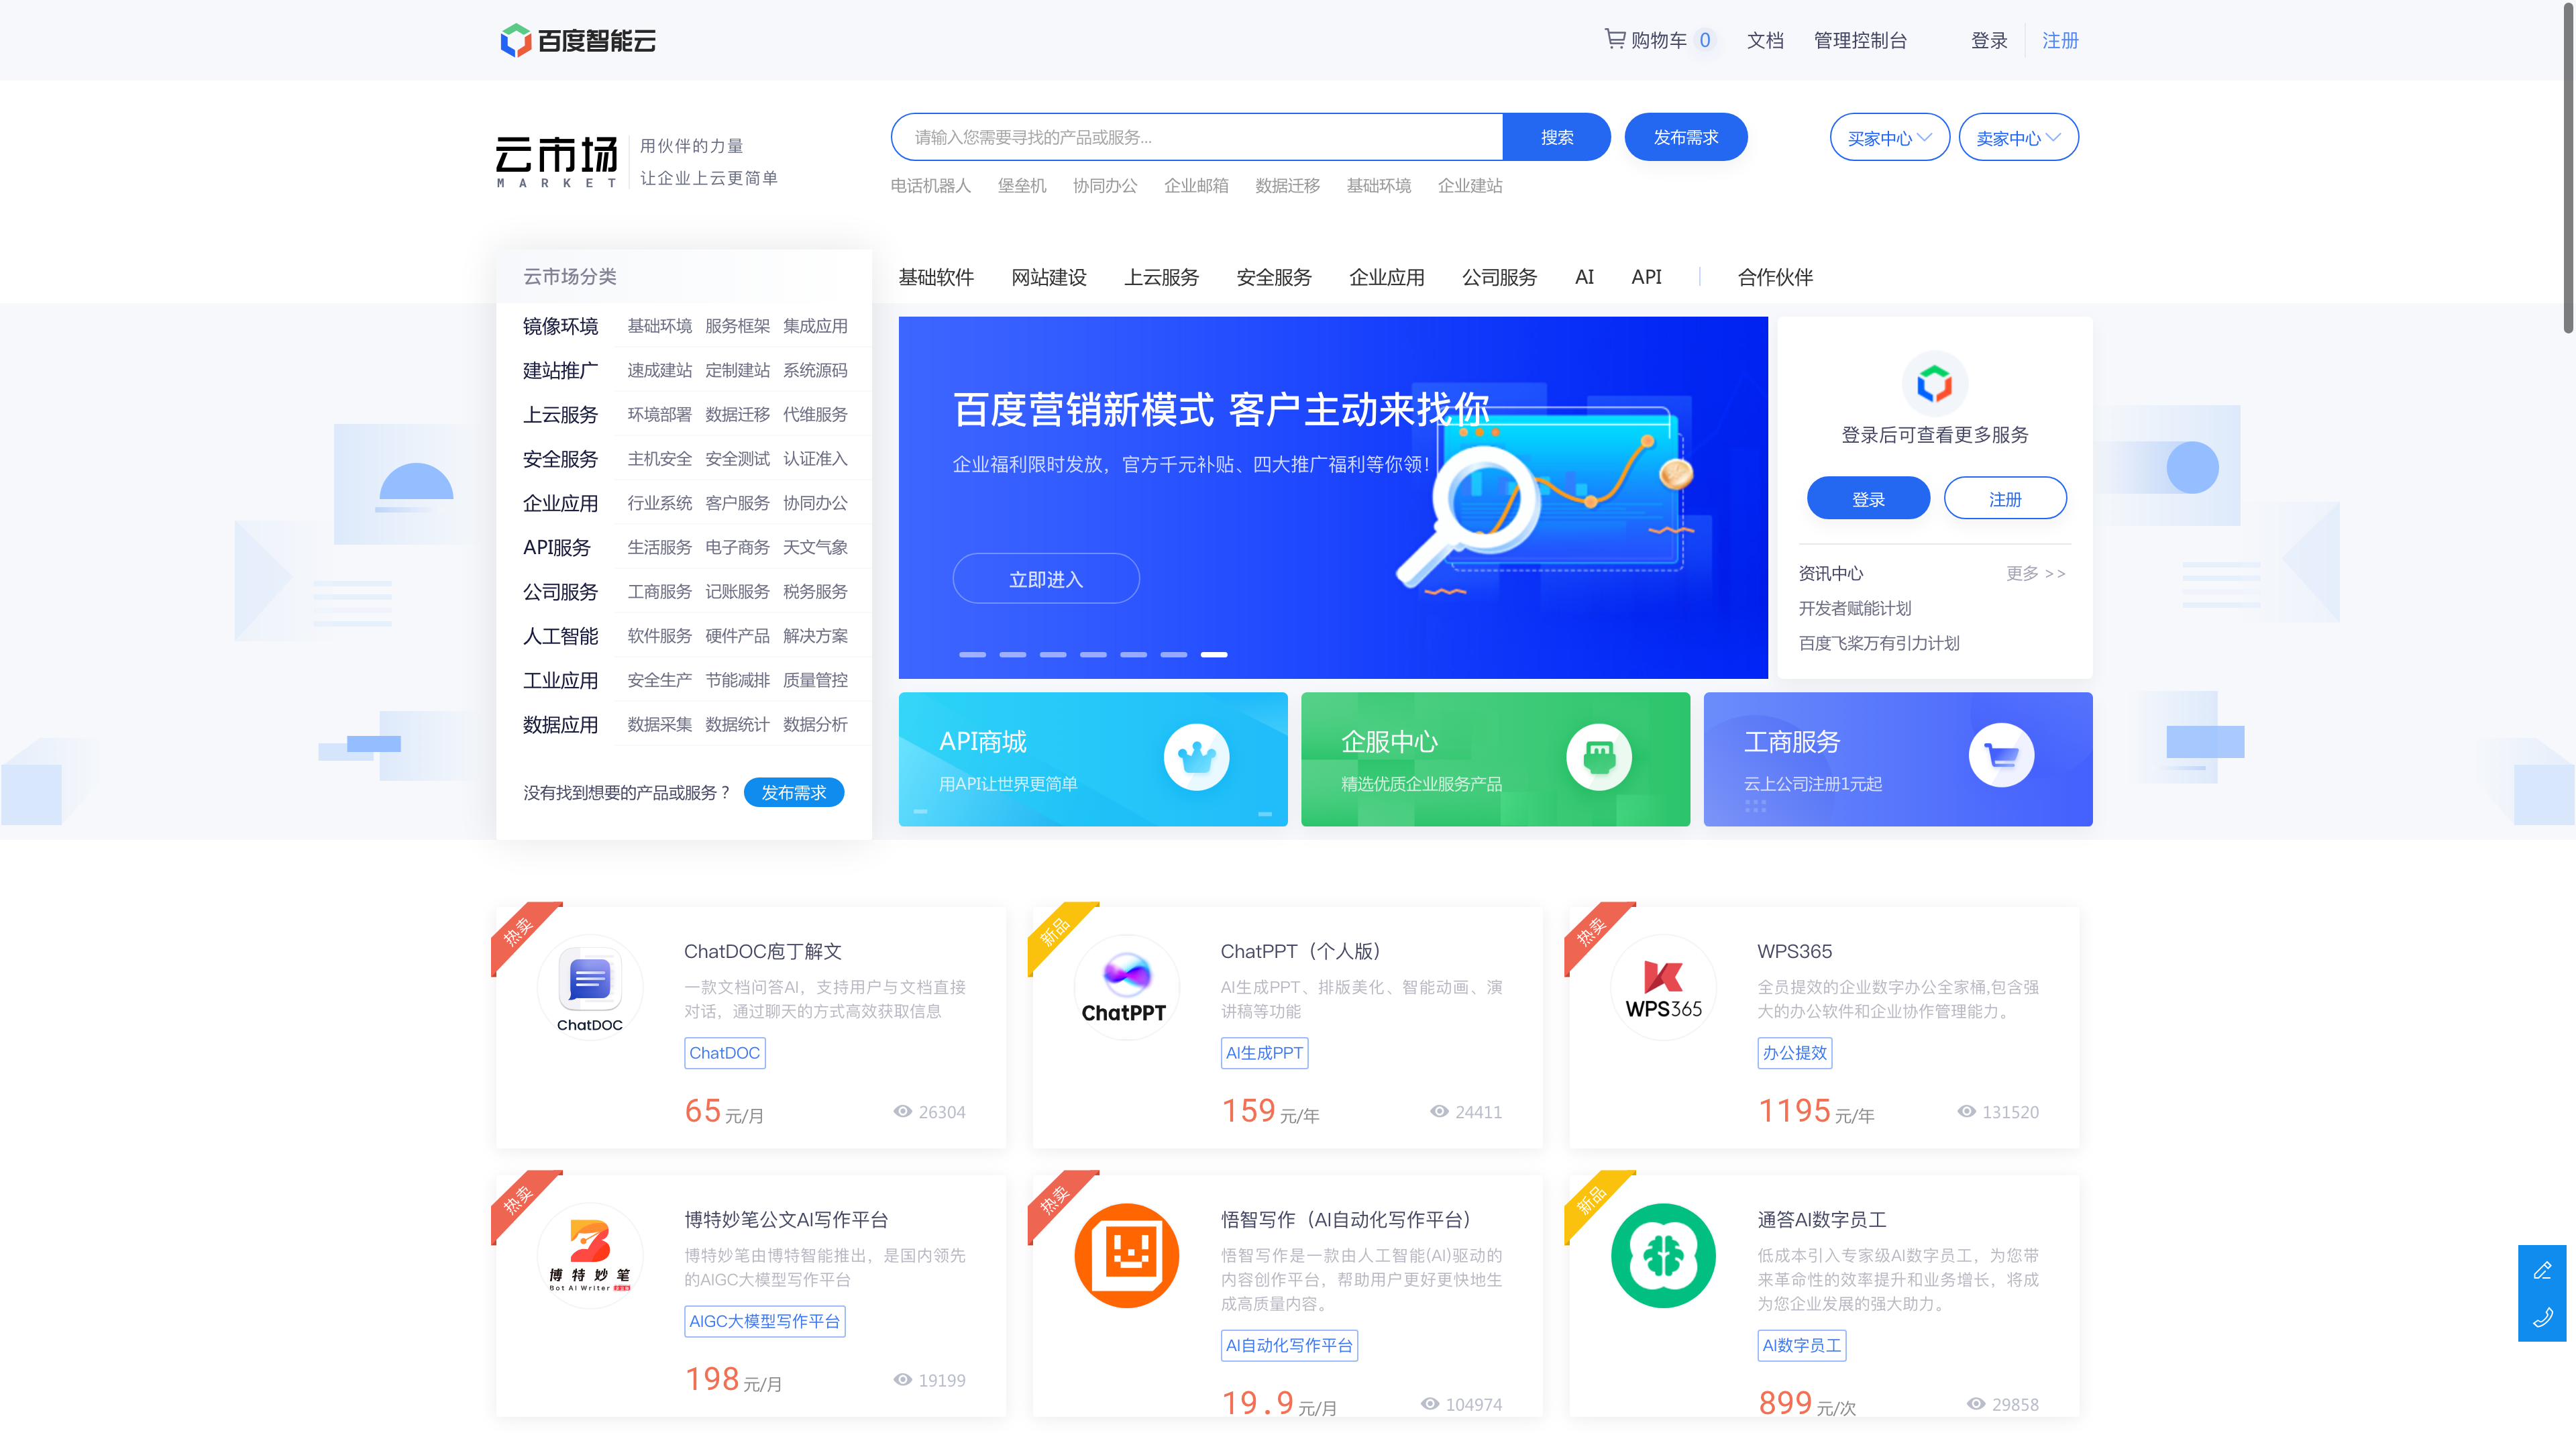 百度智能云
购物车 0 文档 管理控制台 登录 注册
云市场
MARKET
用伙伴的力量
让企业上云更简单
请输入您需要寻找的产品或服务...
搜索
发布需求
买家中心
卖家中心
电话机器人 堡垒机 协同办公 企业邮箱 数据迁移 基础环境 企业建站
云市场分类
基础软件 网站建设 上云服务 安全服务 企业应用 公司服务 AI API 合作伙伴
镜像环境 基础环境 服务框架 集成应用
建站推广 速成建站 定制建站 系统源码
上云服务 环境部署 数据迁移 代维服务
安全服务 主机安全 安全测试 认证准入
企业应用 行业系统 客户服务 协同办公
API服务 生活服务 电子商务 天文气象
公司服务 工商服务 记账服务 税务服务
人工智能 软件服务 硬件产品 解决方案
工业应用 安全生产 节能减排 质量管控
数据应用 数据采集 数据统计 数据分析
没有找到想要的产品或服务？ 发布需求
百度营销新模式 客户主动来找你
企业福利限时发放，官方千元补贴、四大推广福利等你领！
立即进入
登录后可查看更多服务
登录 注册
资讯中心 更多 >>
开发者赋能计划
百度飞桨万有引力计划
API商城
用API让世界更简单
企服中心
精选优质企业服务产品
工商服务
云上公司注册1元起
热卖
ChatDOC
ChatDOC庖丁解文
一款文档问答AI，支持用户与文档直接
对话，通过聊天的方式高效获取信息
ChatDOC
65 元/月 26304
新品
ChatPPT
ChatPPT（个人版）
AI生成PPT、排版美化、智能动画、演
讲稿等功能
AI生成PPT
159 元/年 24411
热卖
WPS365
WPS365
全员提效的企业数字办公全家桶,包含强
大的办公软件和企业协作管理能力。
办公提效
1195 元/年 131520
热卖
博特妙笔
Bot AI Writer
博特妙笔公文AI写作平台
博特妙笔由博特智能推出，是国内领先
的AIGC大模型写作平台
AIGC大模型写作平台
198 元/月 19199
热卖
悟智写作（AI自动化写作平台）
悟智写作是一款由人工智能(AI)驱动的
内容创作平台，帮助用户更好更快地生
成高质量内容。
AI自动化写作平台
19.9 元/月 104974
新品
通答AI数字员工
低成本引入专家级AI数字员工，为您带
来革命性的效率提升和业务增长，将成
为您企业发展的强大助力。
AI数字员工
899 元/次 29858